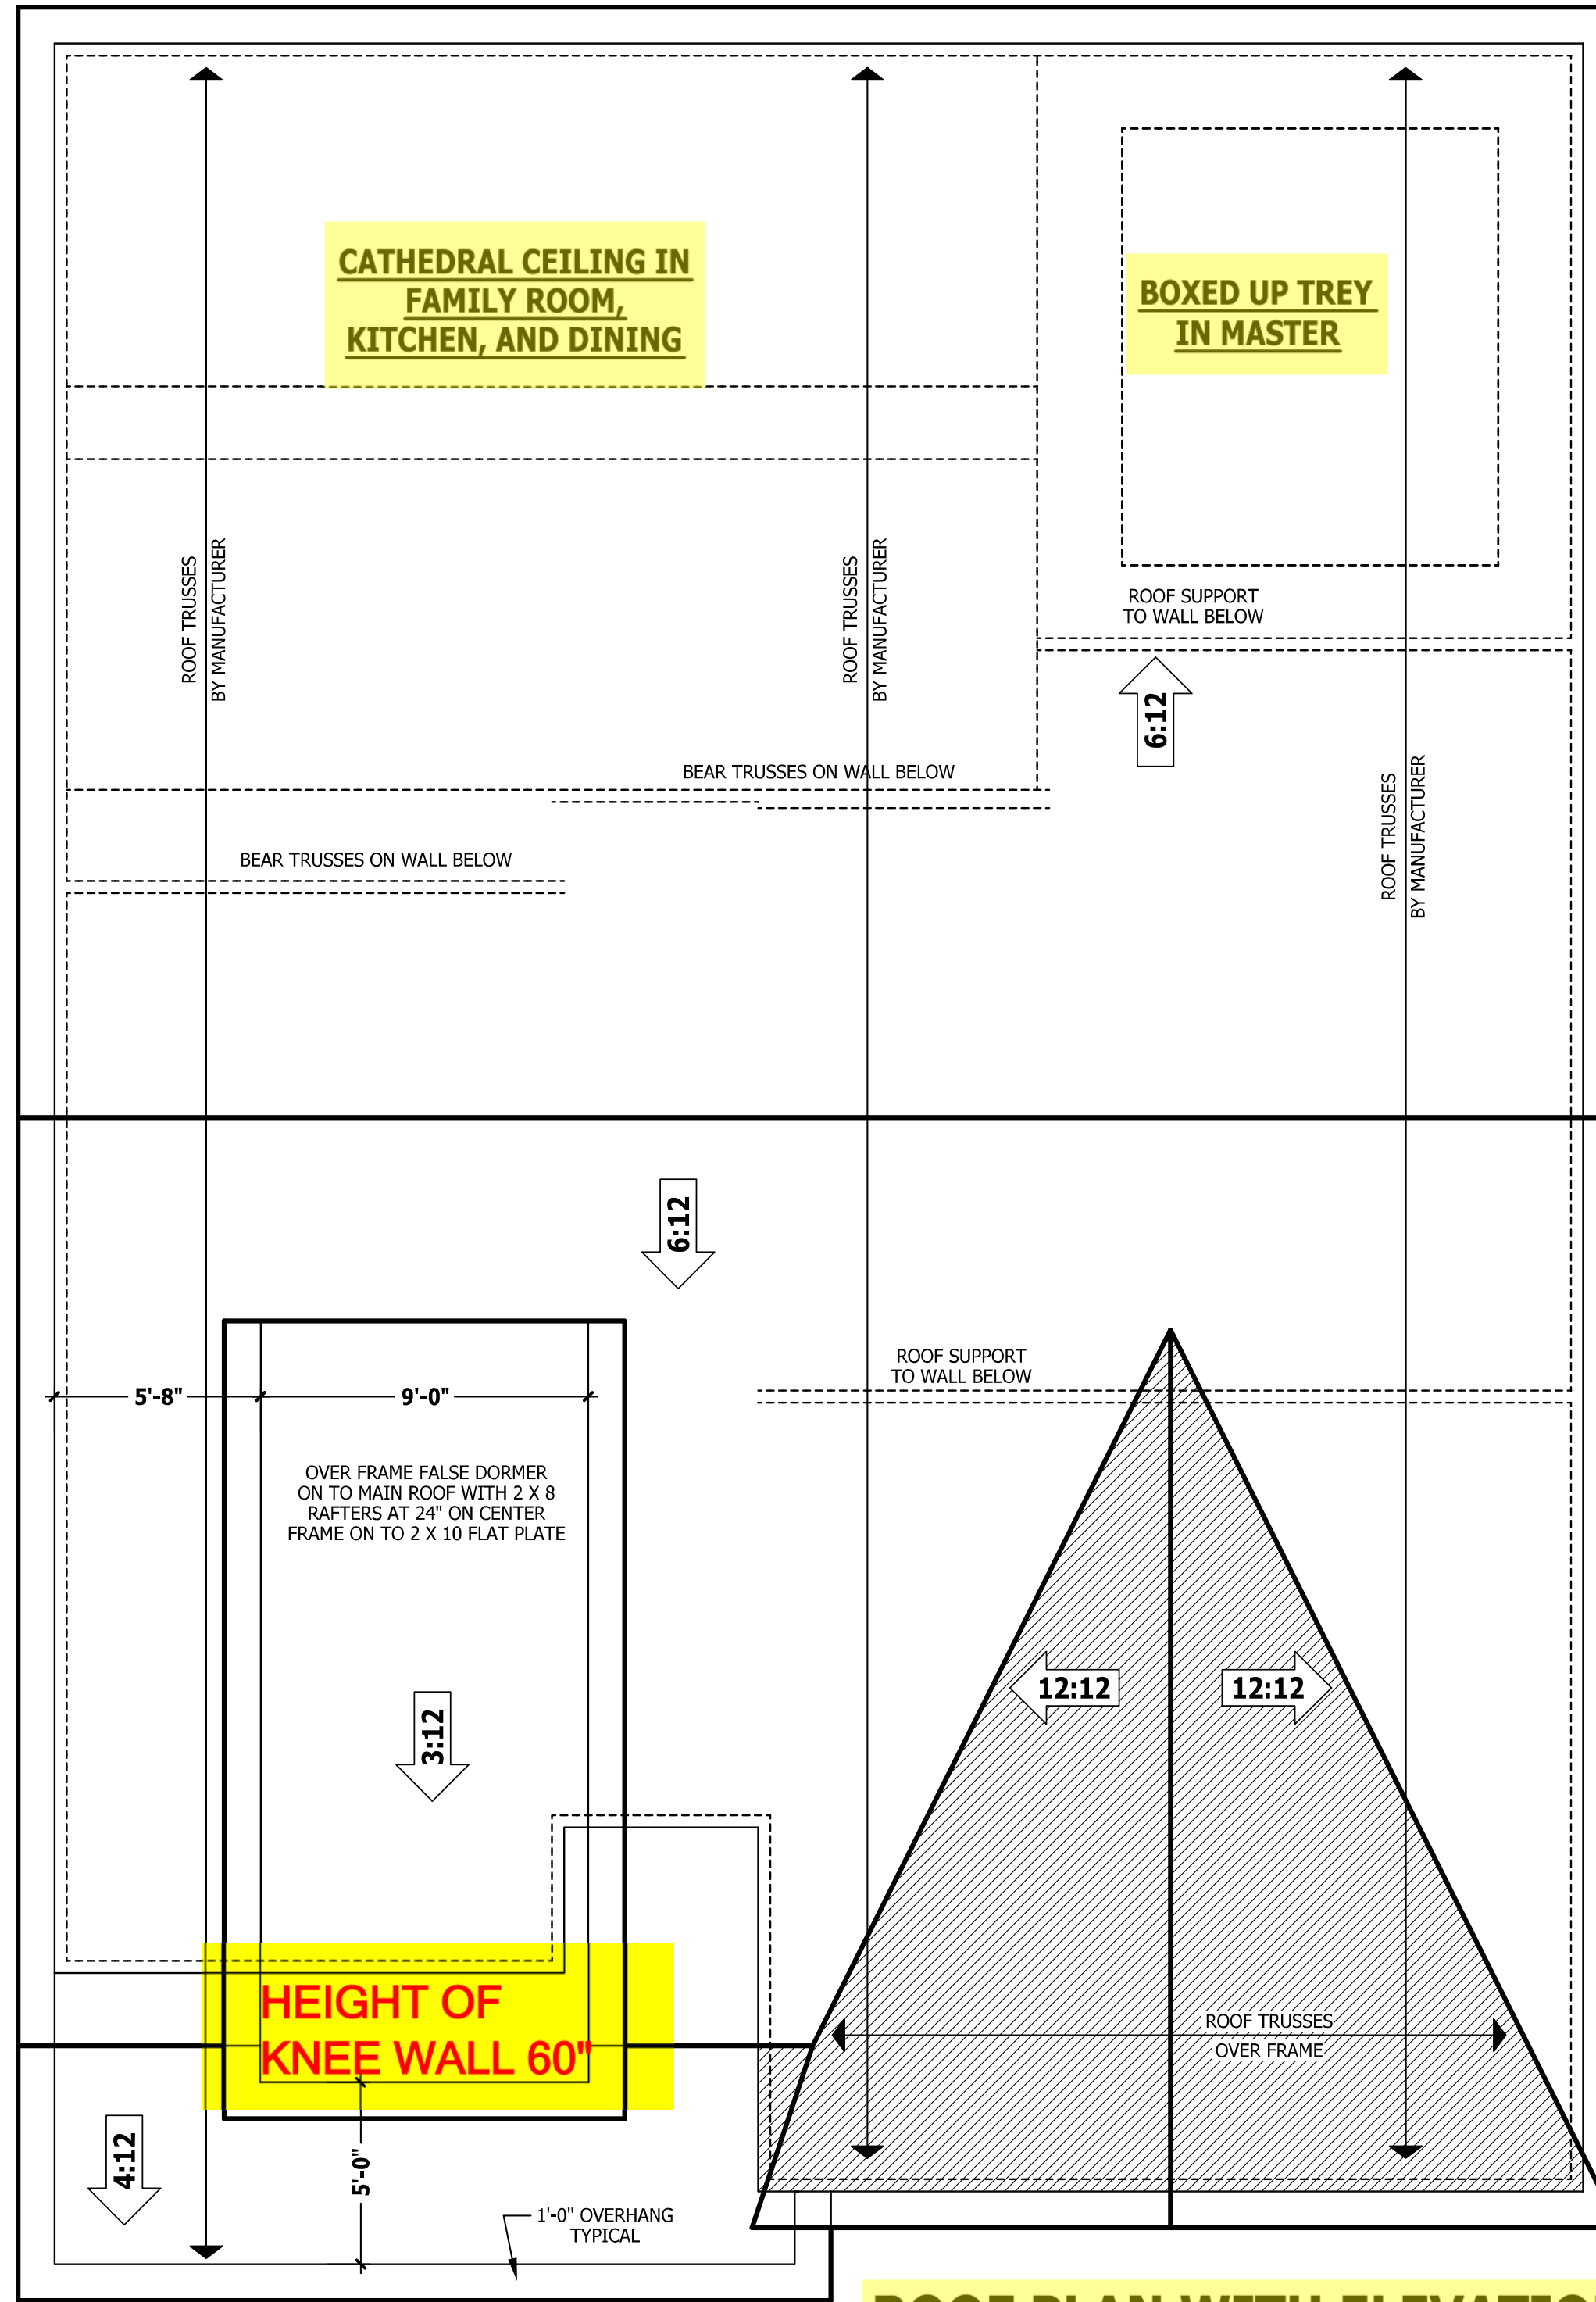 CATHEDRAL CEILING IN
FAMILY ROOM,
KITCHEN, AND DINING
BOXED UP TREY
IN MASTER
ROOF TRUSSES
BY MANUFACTURER
ROOF TRUSSES
BY MANUFACTURER
ROOF SUPPORT
TO WALL BELOW
6:12
BEAR TRUSSES ON WALL BELOW
ROOF TRUSSES
BY MANUFACTURER
BEAR TRUSSES ON WALL BELOW
6:12
ROOF SUPPORT
TO WALL BELOW
5'-8"
9'-0"
OVER FRAME FALSE DORMER
ON TO MAIN ROOF WITH 2 X 8
RAFTERS AT 24" ON CENTER
FRAME ON TO 2 X 10 FLAT PLATE
12:12
12:12
3:12
HEIGHT OF
KNEE WALL 60"
ROOF TRUSSES
OVER FRAME
4:12
5'-0"
1'-0" OVERHANG
TYPICAL
ROOF PLAN WITH